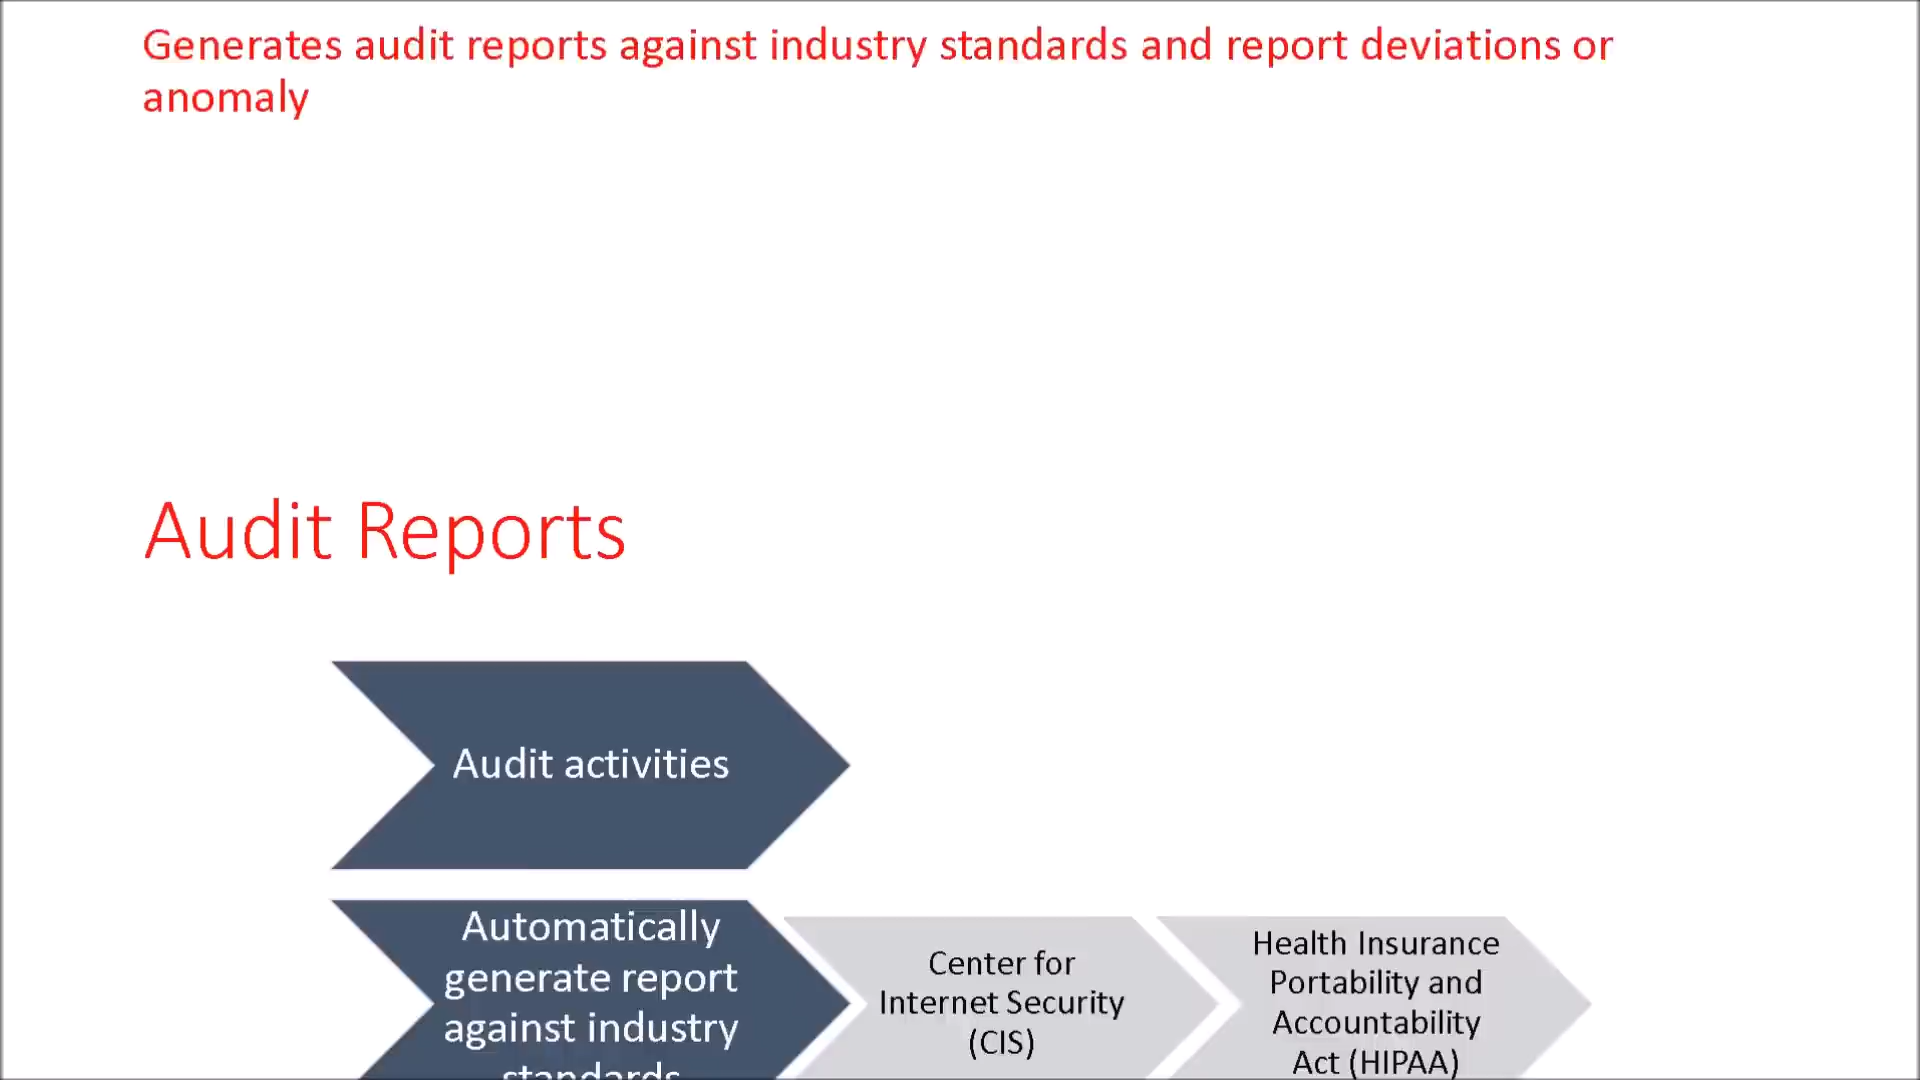 Generates audit reports against industry standards and report deviations or
anomaly
Audit Reports
Audit activities
Automatically
generate report
against industry
standards
Center for
Internet Security
(CIS)
Health Insurance
Portability and
Accountability
Act (HIPAA)